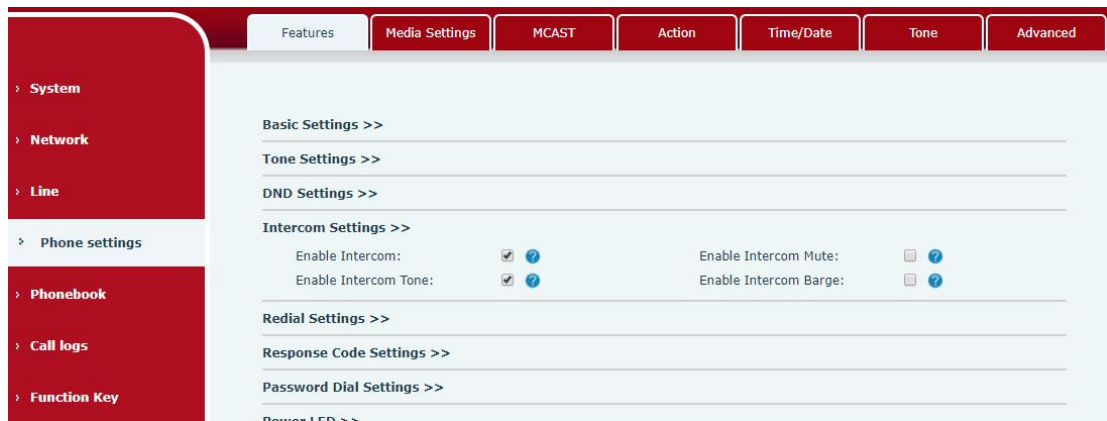 Features Media Settings MCAST Action Time/Date Tone Advanced
System
Network
Line
Phone settings
Phonebook
Call logs
Function Key
Basic Settings >>
Tone Settings >>
DND Settings >>
Intercom Settings >>
Enable Intercom: Enable Intercom Mute:
Enable Intercom Tone: Enable Intercom Barge:
Redial Settings >>
Response Code Settings >>
Password Dial Settings >>
Power LED >>